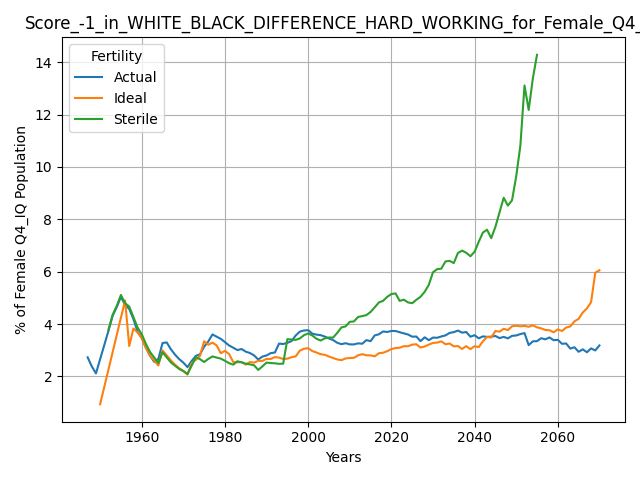 Score_-1_in_WHITE_BLACK_DIFFERENCE_HARD_WORKING_for_Female_Q4_
Fertility
Actual
Ideal
Sterile
% of Female Q4_IQ Population
14
12
10
8
6
4
2
1960 1980 2000 2020 2040 2060
Years